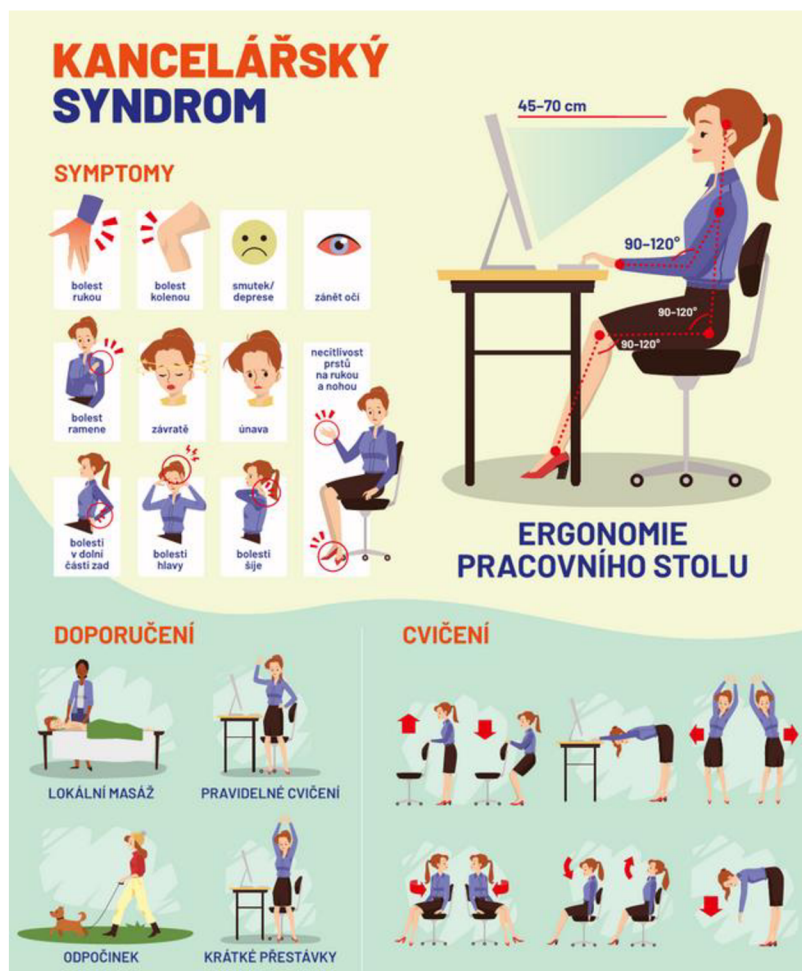 KANCELÁŘSKÝ
SYNDROM
SYMPTOMY
bolest
rukou
bolest
kolenou
smutek/
deprese
zánět očí
bolest
ramene
závratě
únava
necitlivost
prstů
na rukou
a nohou
bolesti
v dolní
části zad
bolesti
hlavy
bolesti
šíje
45–70 cm
90–120°
90–120°
90–120°
ERGONOMIE
PRACOVNÍHO STOLU
DOPORUČENÍ
LOKÁLNÍ MASÁŽ
PRAVIDELNÉ CVIČENÍ
ODPOČINEK
KRÁTKÉ PŘESTÁVKY
CVIČENÍ